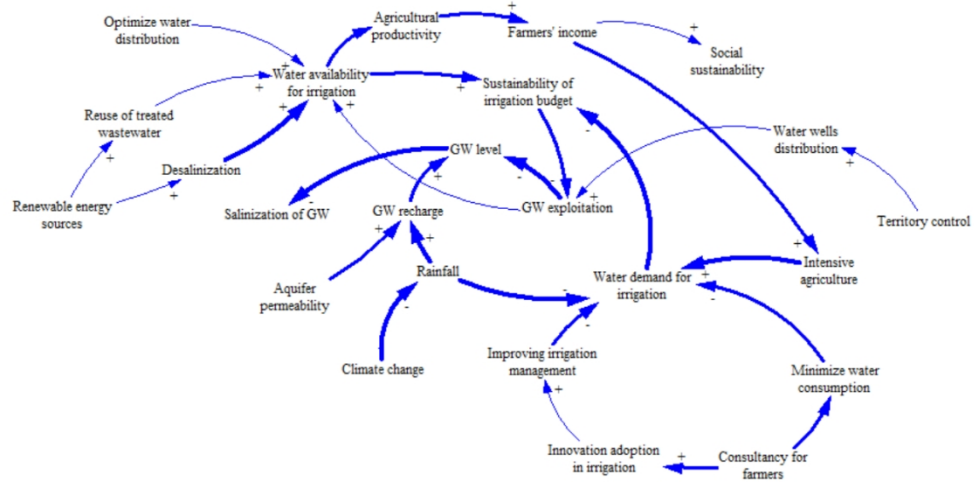 Optimize water
distribution
Agricultural
productivity
+
+
Farmers' income
+
Social
sustainability
+
Water availability
for irrigation
+
+
+
+
Sustainability of
irrigation budget
-
Reuse of treated
wastewater
+
Water wells
distribution
+
Desalinization
+
GW level
+
-
-
Renewable energy
sources
Salinization of GW
-
GW recharge
+
+
GW exploitation
+
Territory control
Aquifer
permeability
Rainfall
-
Water demand for
irrigation
-
+
-
-
+
Intensive
agriculture
Climate change
Improving irrigation
management
+
Minimize water
consumption
Innovation adoption
in irrigation
+
Consultancy for
farmers